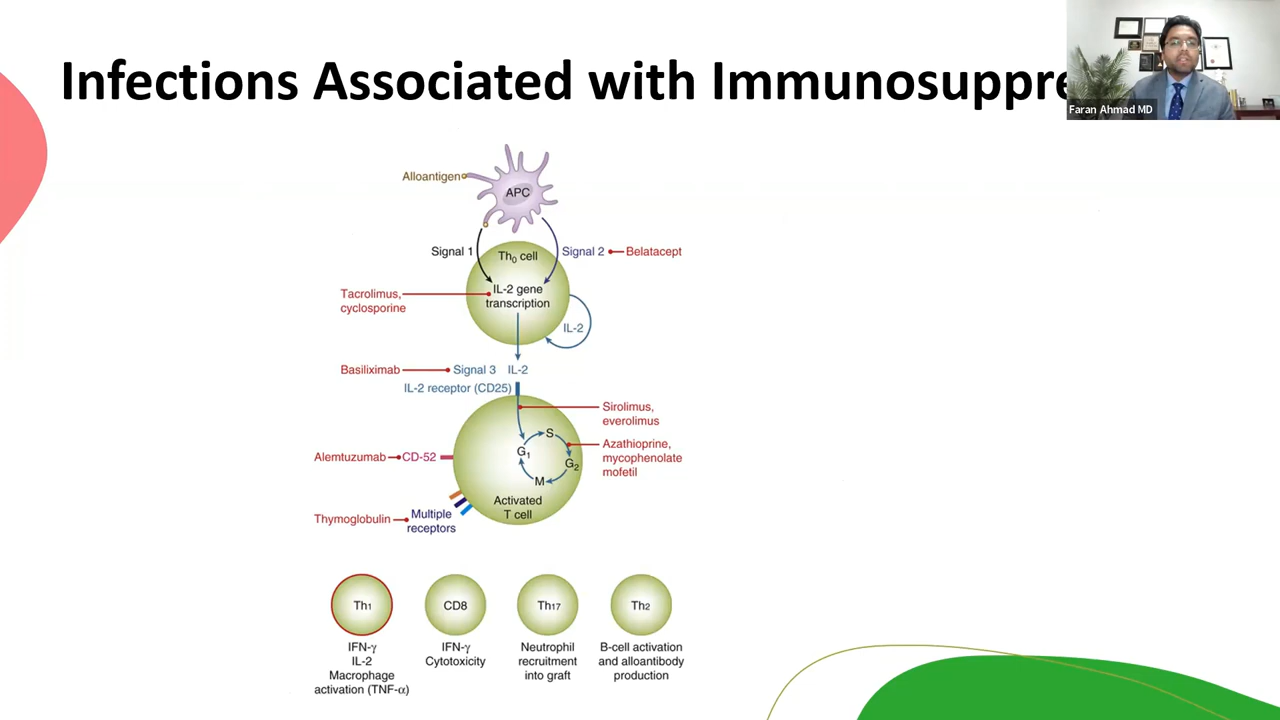 Infections Associated with Immunosuppre
Faran Ahmad MD
Alloantigen
APC
Signal 1
Signal 2
Belatacept
Th0 cell
IL-2 gene
transcription
Tacrolimus,
cyclosporine
IL-2
Basiliximab
Signal 3
IL-2
IL-2 receptor (CD25)
Sirolimus,
everolimus
S
G1
G2
M
Azathioprine,
mycophenolate
mofetil
Alemtuzumab
CD-52
Activated
T cell
Thymoglobulin
Multiple
receptors
Th1
CD8
Th17
Th2
IFN-γ
IL-2
Macrophage
activation (TNF-α)
IFN-γ
Cytotoxicity
Neutrophil
recruitment
into graft
B-cell activation
and alloantibody
production